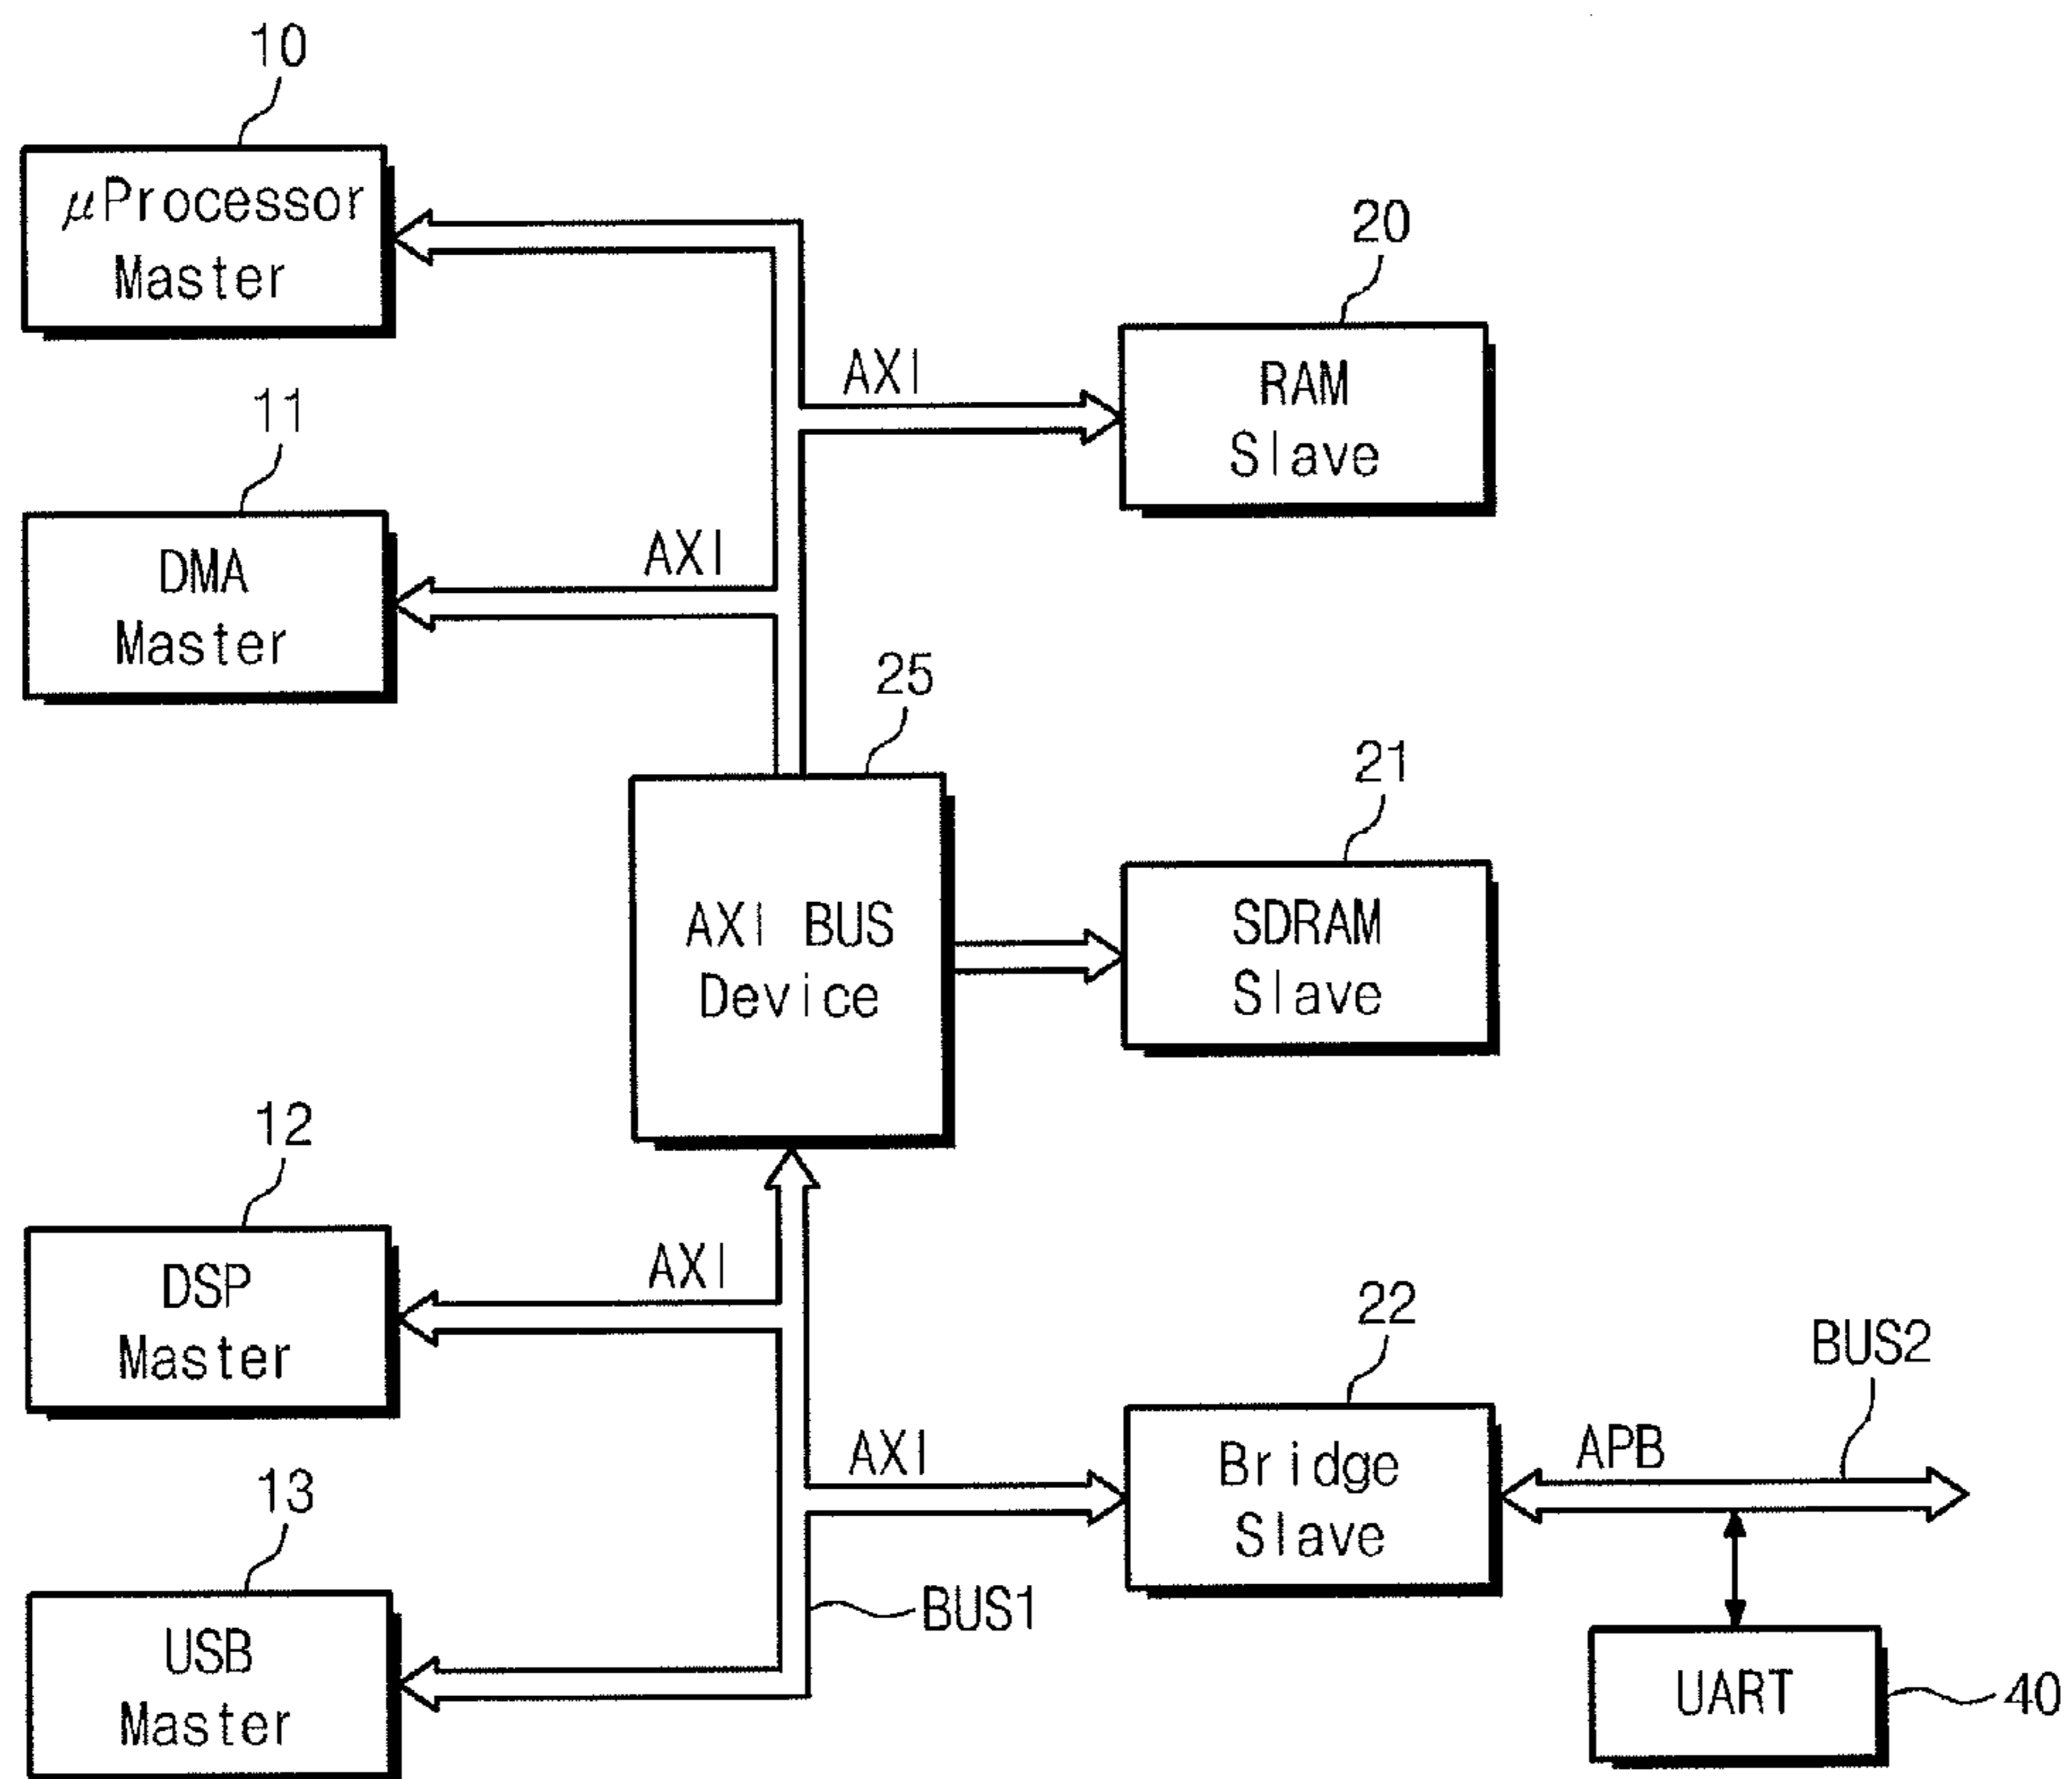 10
μProcessor
Master
20
AXI
RAM
Slave
11
AXI
DMA
Master
25
21
AXI BUS
Device
SDRAM
Slave
12
AXI
DSP
Master
22
BUS2
AXI
Bridge
Slave
APB
13
USB
Master
BUS1
UART
40